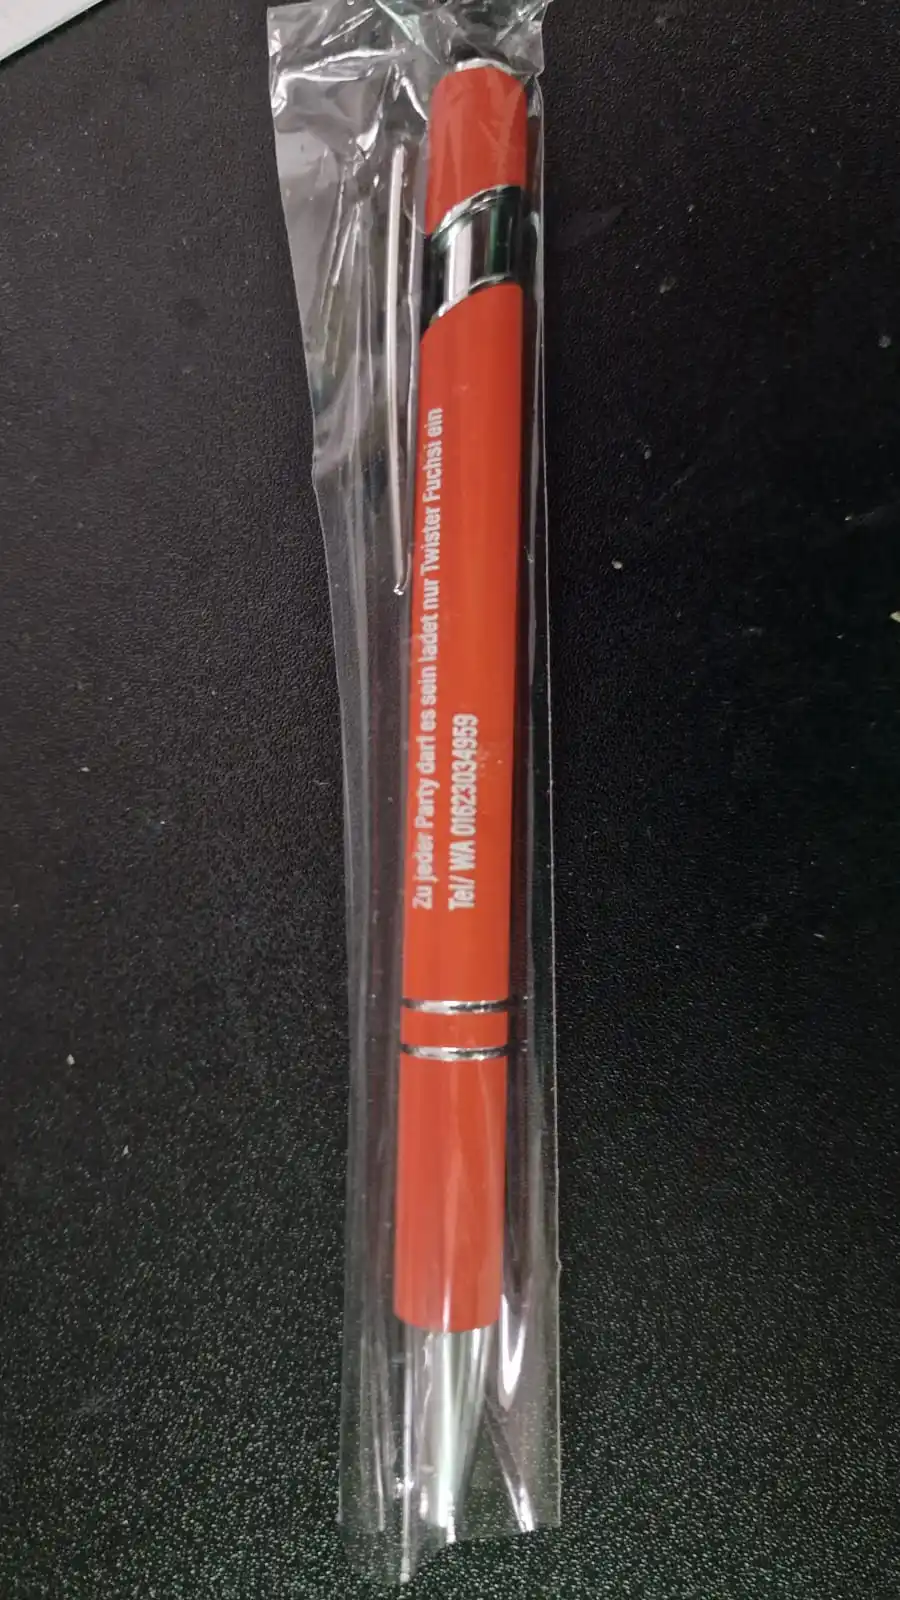 Zu jeder Party darf es sein ladet nur Twister Fuchsi ein
Tel/ WA 01623034959